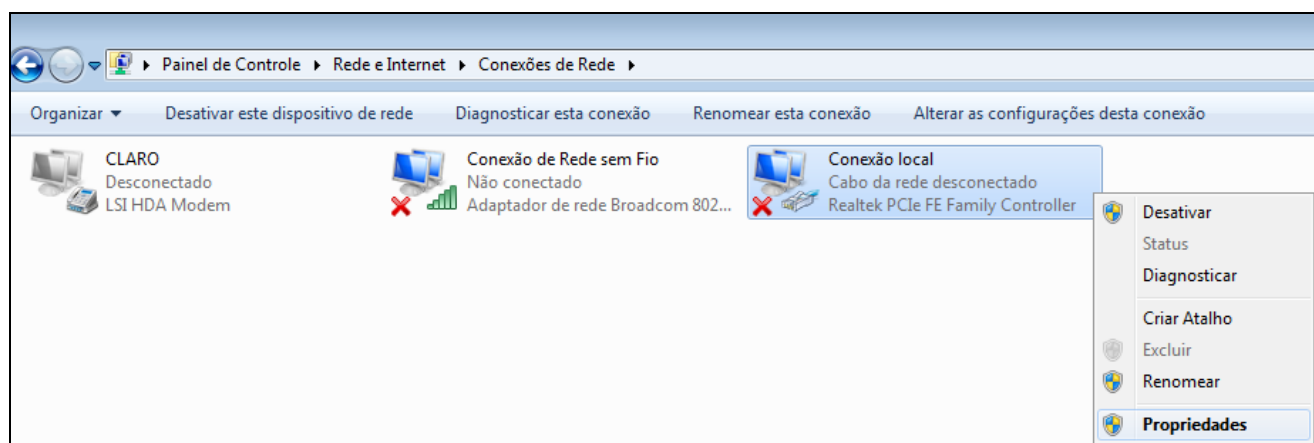 Painel de Controle ▸ Rede e Internet ▸ Conexões de Rede ▸
Organizar ▾ Desativar este dispositivo de rede Diagnosticar esta conexão Renomear esta conexão Alterar as configurações desta conexão
CLARO
Desconectado
LSI HDA Modem
Conexão de Rede sem Fio
Não conectado
Adaptador de rede Broadcom 802...
Conexão local
Cabo da rede desconectado
Realtek PCIe FE Family Controller
Desativar
Status
Diagnosticar
Criar Atalho
Excluir
Renomear
Propriedades